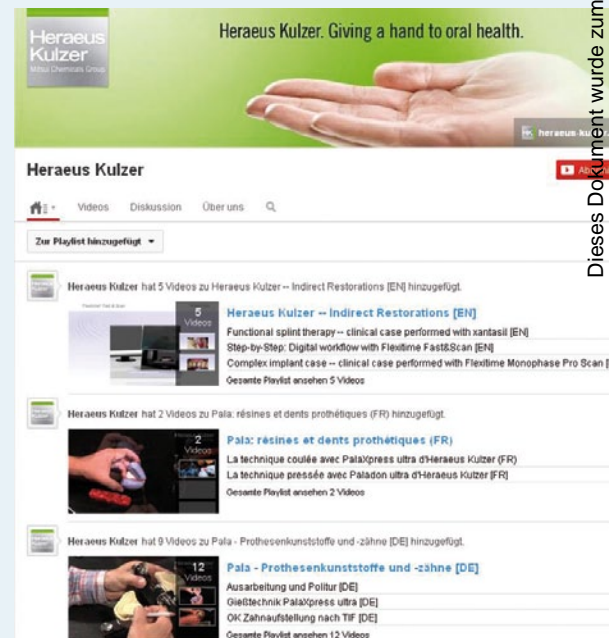 Heraeus
Kulzer
Mitsui Chemicals Group
Heraeus Kulzer. Giving a hand to oral health.
heraeus-kulzer.
Heraeus Kulzer
Videos Diskussion Über uns
Zur Playlist hinzugefügt
Heraeus Kulzer hat 5 Videos zu Heraeus Kulzer -- Indirect Restorations [EN] hinzugefügt.
5
Videos
Heraeus Kulzer -- Indirect Restorations [EN]
Functional splint therapy -- clinical case performed with xantasil [EN]
Step-by-Step: Digital workflow with Flexitime Fast&Scan [EN]
Complex implant case -- clinical case performed with Flexitime Monophase Pro Scan [
Gesamte Playlist ansehen 5 Videos
Heraeus Kulzer hat 2 Videos zu Pala: résines et dents prothétiques (FR) hinzugefügt.
2
Videos
Pala: résines et dents prothétiques (FR)
La technique coulée avec PalaXpress ultra d'Heraeus Kulzer (FR)
La technique pressée avec Paladon ultra d'Heraeus Kulzer [FR]
Gesamte Playlist ansehen 2 Videos
Heraeus Kulzer hat 9 Videos zu Pala - Prothesenkunststoffe und -zähne [DE] hinzugefügt.
12
Videos
Pala - Prothesenkunststoffe und -zähne [DE]
Ausarbeitung und Politur [DE]
Gießtechnik PalaXpress ultra [DE]
OK Zahnaufstellung nach TIF [DE]
Gesamte Playlist ansehen 12 Videos
Dieses Dokument wurde zum